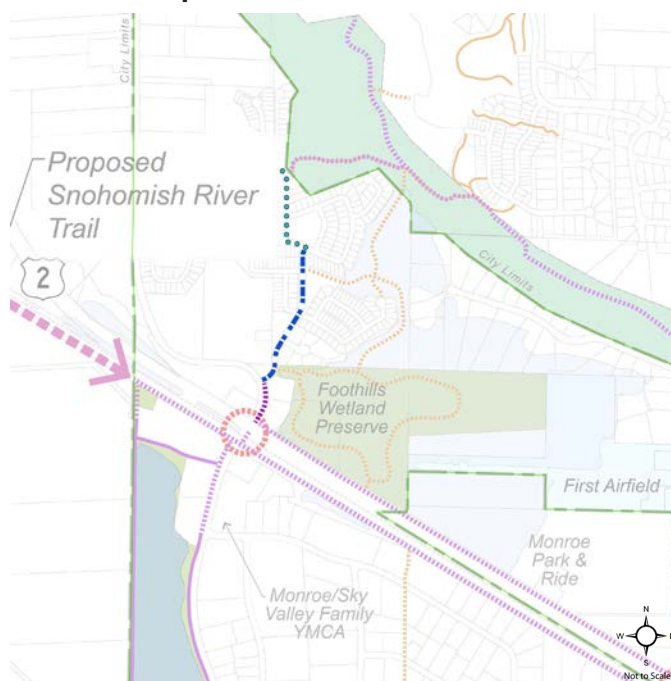 City Limits
Proposed
Snohomish River
Trail
2
City Limits
Foothills
Wetland
Preserve
First Airfield
Monroe
Park &
Ride
Monroe/Sky
Valley Family
YMCA
N
W
E
S
Not to Scale